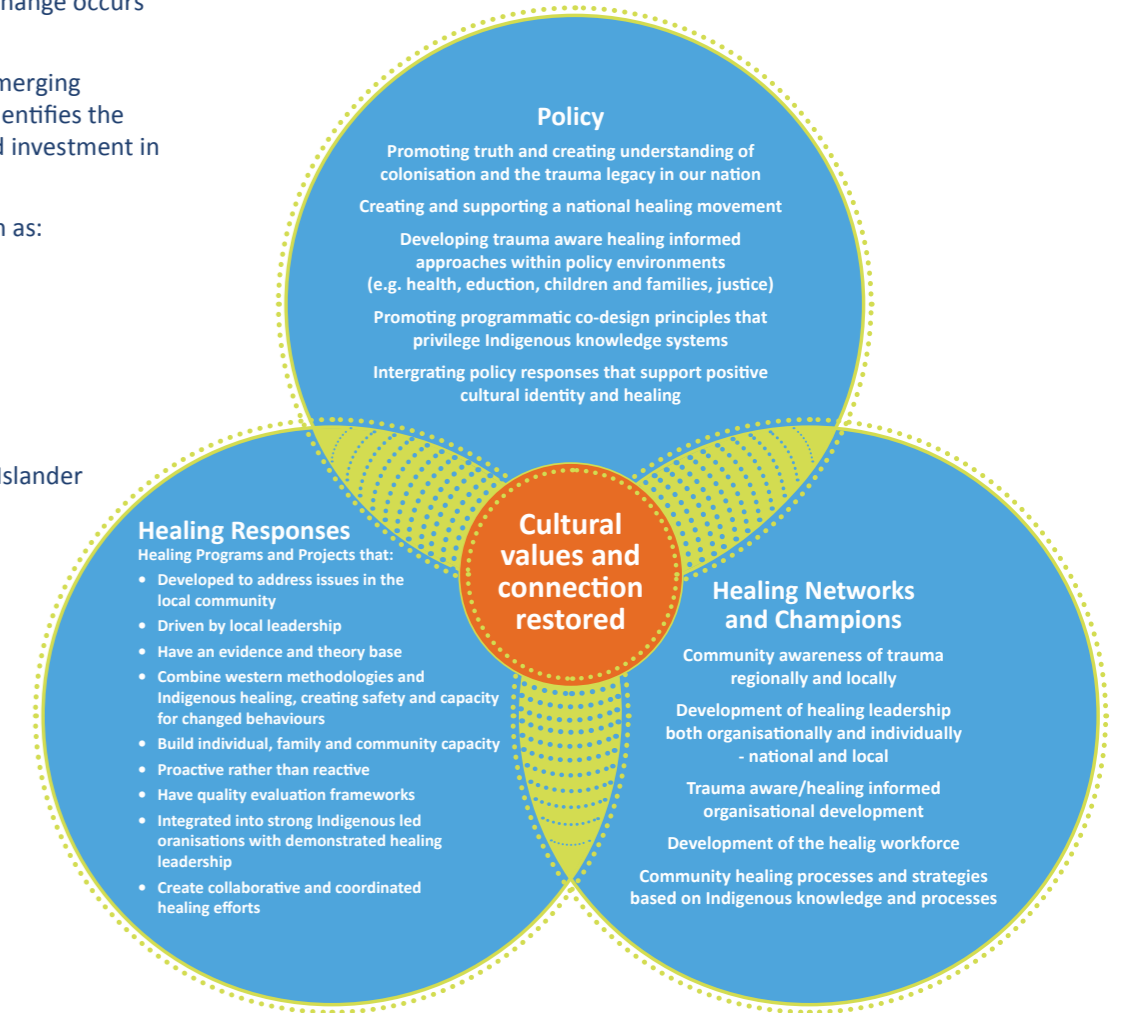 hange occurs
merging
entifies the
d investment in
n as:
Islander
Policy
Promoting truth and creating understanding of
colonisation and the trauma legacy in our nation
Creating and supporting a national healing movement
Developing trauma aware healing informed
approaches within policy environments
(e.g. health, eduction, children and families, justice)
Promoting programmatic co-design principles that
privilege Indigenous knowledge systems
Intergrating policy responses that support positive
cultural identity and healing
Healing Responses
Healing Programs and Projects that:
• Developed to address issues in the
local community
• Driven by local leadership
• Have an evidence and theory base
• Combine western methodologies and
Indigenous healing, creating safety and capacity
for changed behaviours
• Build individual, family and community capacity
• Proactive rather than reactive
• Have quality evaluation frameworks
• Integrated into strong Indigenous led
oranisations with demonstrated healing
leadership
• Create collaborative and coordinated
healing efforts
Cultural
values and
connection
restored
Healing Networks
and Champions
Community awareness of trauma
regionally and locally
Development of healing leadership
both organisationally and individually
- national and local
Trauma aware/healing informed
organisational development
Development of the healig workforce
Community healing processes and strategies
based on Indigenous knowledge and processes